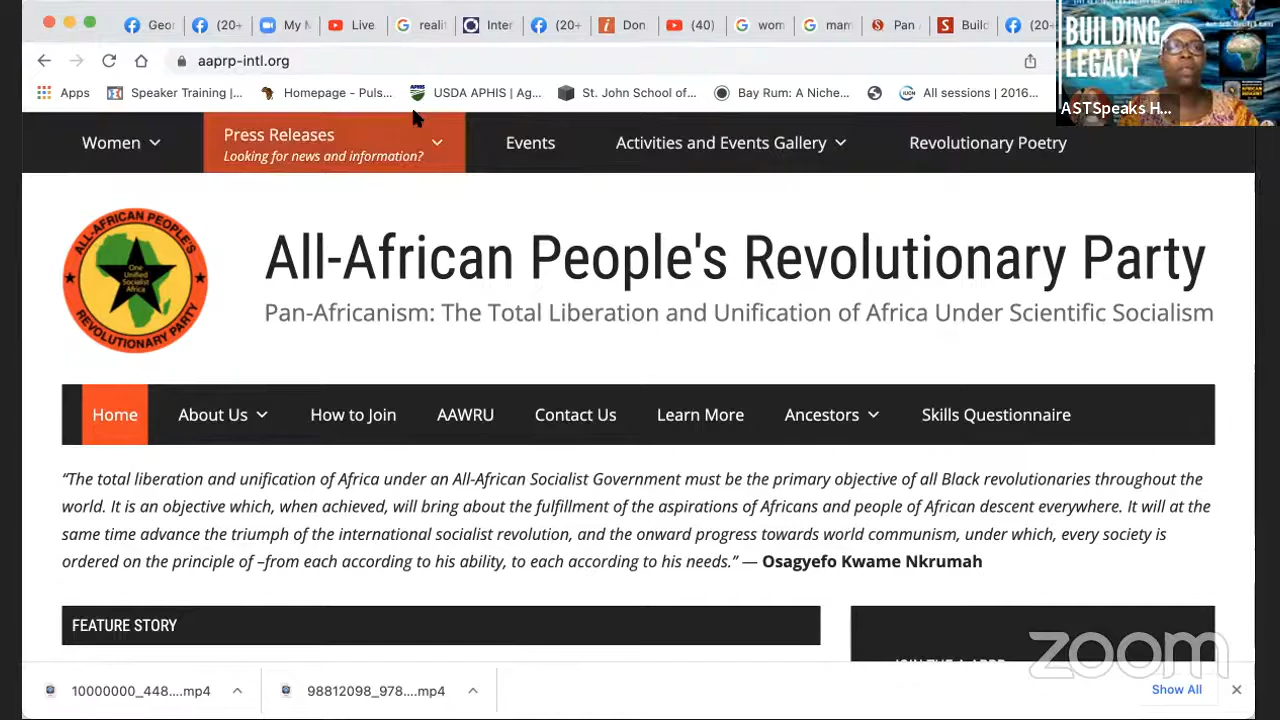 Geo
(20+
My M
Live
reali
Inter
(20+
Don
(40)
wom
mam
Pan
Build
(20+
BUILDING
LEGACY
ASTSpeaks H...
aaprp-intl.org
Apps
Speaker Training |...
Homepage - Puls...
USDA APHIS | Ag...
St. John School of...
Bay Rum: A Niche...
All sessions | 2016...
Women
Press Releases
Looking for news and information?
Events
Activities and Events Gallery
Revolutionary Poetry
ALL-AFRICAN PEOPLE'S
One
Unified
Socialist
Africa
REVOLUTIONARY PARTY
All-African People's Revolutionary Party
Pan-Africanism: The Total Liberation and Unification of Africa Under Scientific Socialism
Home
About Us
How to Join
AAWRU
Contact Us
Learn More
Ancestors
Skills Questionnaire
“The total liberation and unification of Africa under an All-African Socialist Government must be the primary objective of all Black revolutionaries throughout the
world. It is an objective which, when achieved, will bring about the fulfillment of the aspirations of Africans and people of African descent everywhere. It will at the
same time advance the triumph of the international socialist revolution, and the onward progress towards world communism, under which, every society is
ordered on the principle of –from each according to his ability, to each according to his needs.” — Osagyefo Kwame Nkrumah
FEATURE STORY
zoom
10000000_448....mp4
98812098_978....mp4
Show All